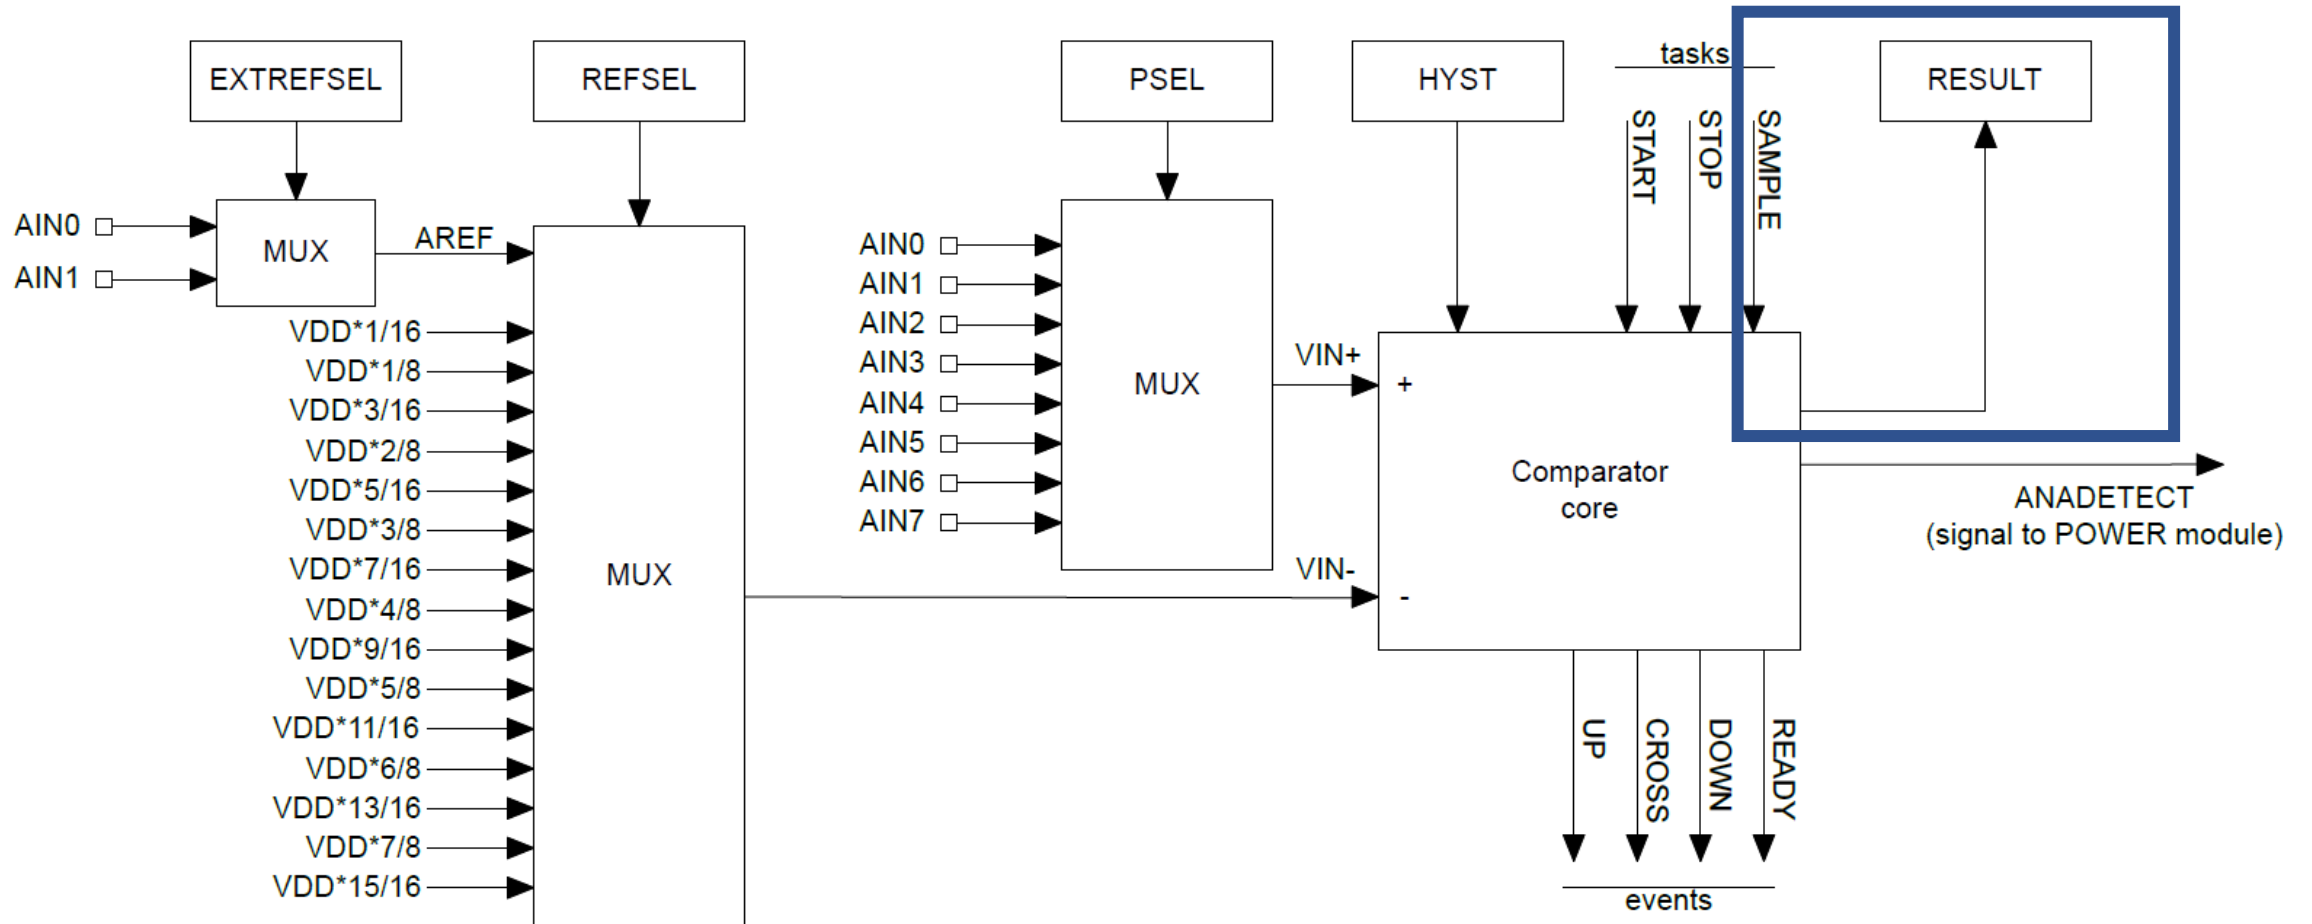 EXTREFSEL
REFSEL
PSEL
HYST
tasks
RESULT
START
STOP
SAMPLE
AIN0
AIN1
MUX
AREF
VDD*1/16
VDD*1/8
VDD*3/16
VDD*2/8
VDD*5/16
VDD*3/8
VDD*7/16
VDD*4/8
VDD*9/16
VDD*5/8
VDD*11/16
VDD*6/8
VDD*13/16
VDD*7/8
VDD*15/16
MUX
AIN0
AIN1
AIN2
AIN3
AIN4
AIN5
AIN6
AIN7
MUX
VIN+
VIN-
+
-
Comparator
core
ANADETECT
(signal to POWER module)
UP
CROSS
DOWN
READY
events